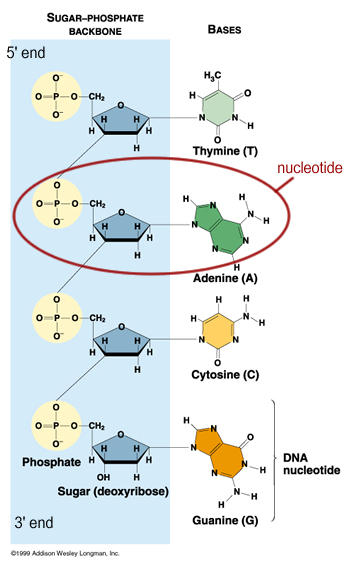 SUGAR–PHOSPHATE
BACKBONE
BASES
5' end
O⁻
O=P–O
O⁻
CH₂
O
H
H
H
H
H₃C
H
O
N
N
H
O
Thymine (T)
nucleotide
O
O=P–O
O⁻
CH₂
O
H
H
H
H
H
N
H
N
H
N
N
N
H
Adenine (A)
O
O=P–O
O⁻
CH₂
O
H
H
H
H
H
H
H
N
H
N
N
O
Cytosine (C)
O
O=P–O
O⁻
CH₂
O
H
H
H
H
OH
H
N
O
N
N–H
N
N
H
H
Phosphate
Sugar (deoxyribose)
Guanine (G)
DNA
nucleotide
3' end
©1999 Addison Wesley Longman, Inc.